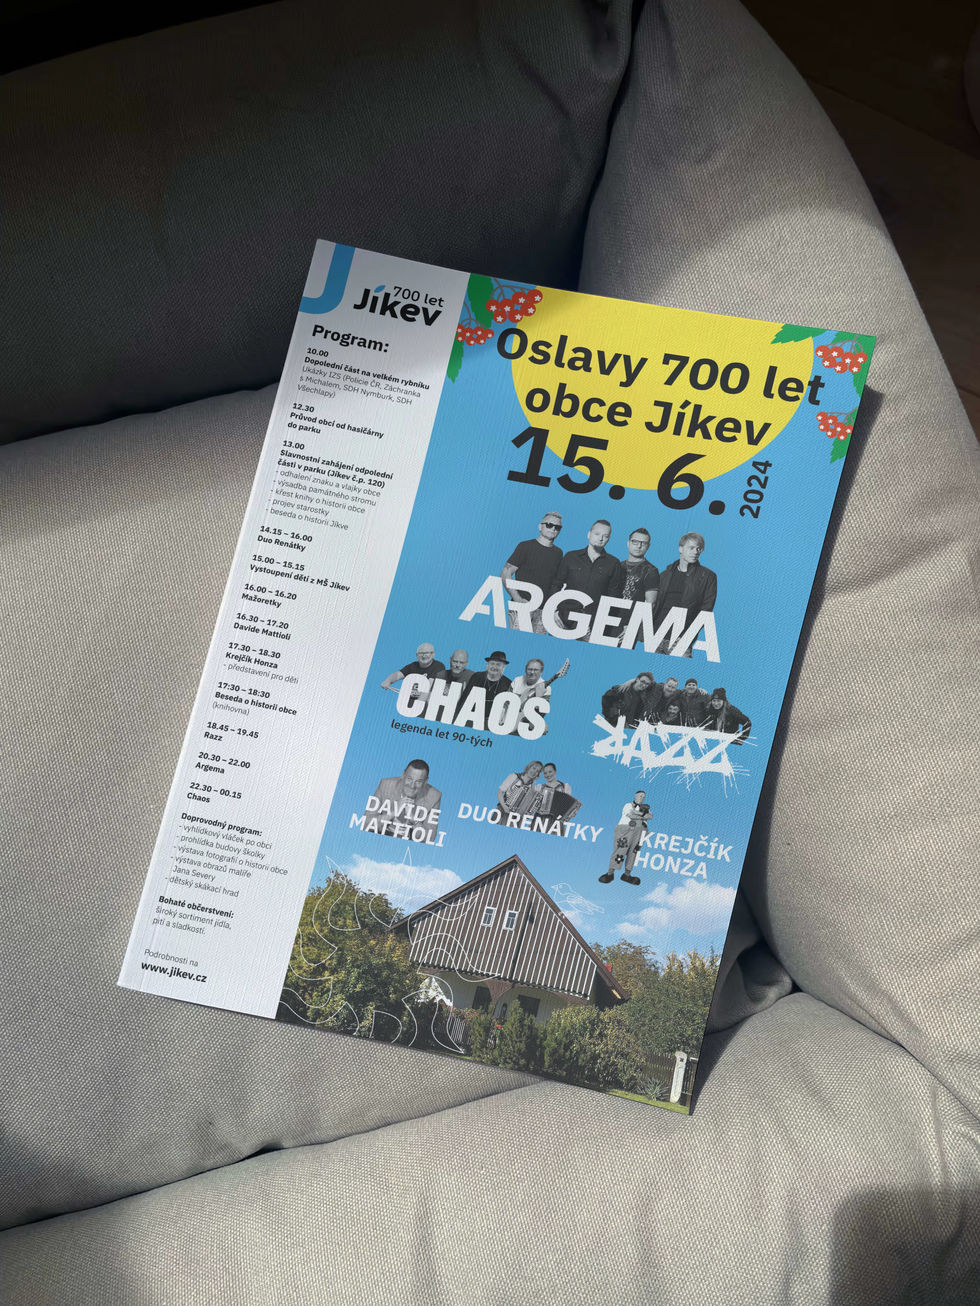 700 let
Jíkev
Program:
10.00
Dopolední část na velkém rybníku
Ukázky IZS (Policie ČR, Záchranka
s Michalem, SDH Nymburk, SDH
Všechlapy)
12.30
Průvod obcí od hasičárny
do parku
13.00
Slavnostní zahájení odpolední
části v parku (Jíkev č.p. 120)
- odhalení znaku a vlajky obce
- výsadba památného stromu
- křest knihy o historii obce
- projev starostky
- beseda o historii Jíkve
14.15 – 16.00
Duo Renátky
15.00 – 15.15
Vystoupení dětí z MŠ Jíkev
16.00 – 16.20
Mažoretky
16.30 – 17.20
Davide Mattioli
17.30 – 18.30
Krejčík Honza
- představení pro děti
17:30 – 18:30
Beseda o historii obce
(knihovna)
18.45 – 19.45
Razz
20.30 – 22.00
Argema
22.30 – 00.15
Chaos
Doprovodný program:
- vyhlídkový vláček po obci
- prohlídka budovy školky
- výstava fotografií o historii obce
- výstava obrazů malíře
Jana Severy
- dětský skákací hrad
Bohaté občerstvení:
široký sortiment jídla,
pití a sladkostí.
Podrobnosti na
www.jikev.cz
Oslavy 700 let
obce Jíkev
15. 6.
2024
ARGEMA
CHAOS
legenda let 90-tých
RAZZ
DAVIDE
MATTIOLI
DUO RENÁTKY
KREJČÍK
HONZA